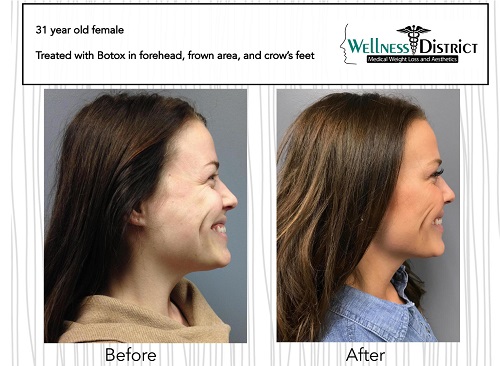 31 year old female
Treated with Botox in forehead, frown area, and crow's feet
WELLNESS DISTRICT
Medical Weight Loss and Aesthetics
Before
After